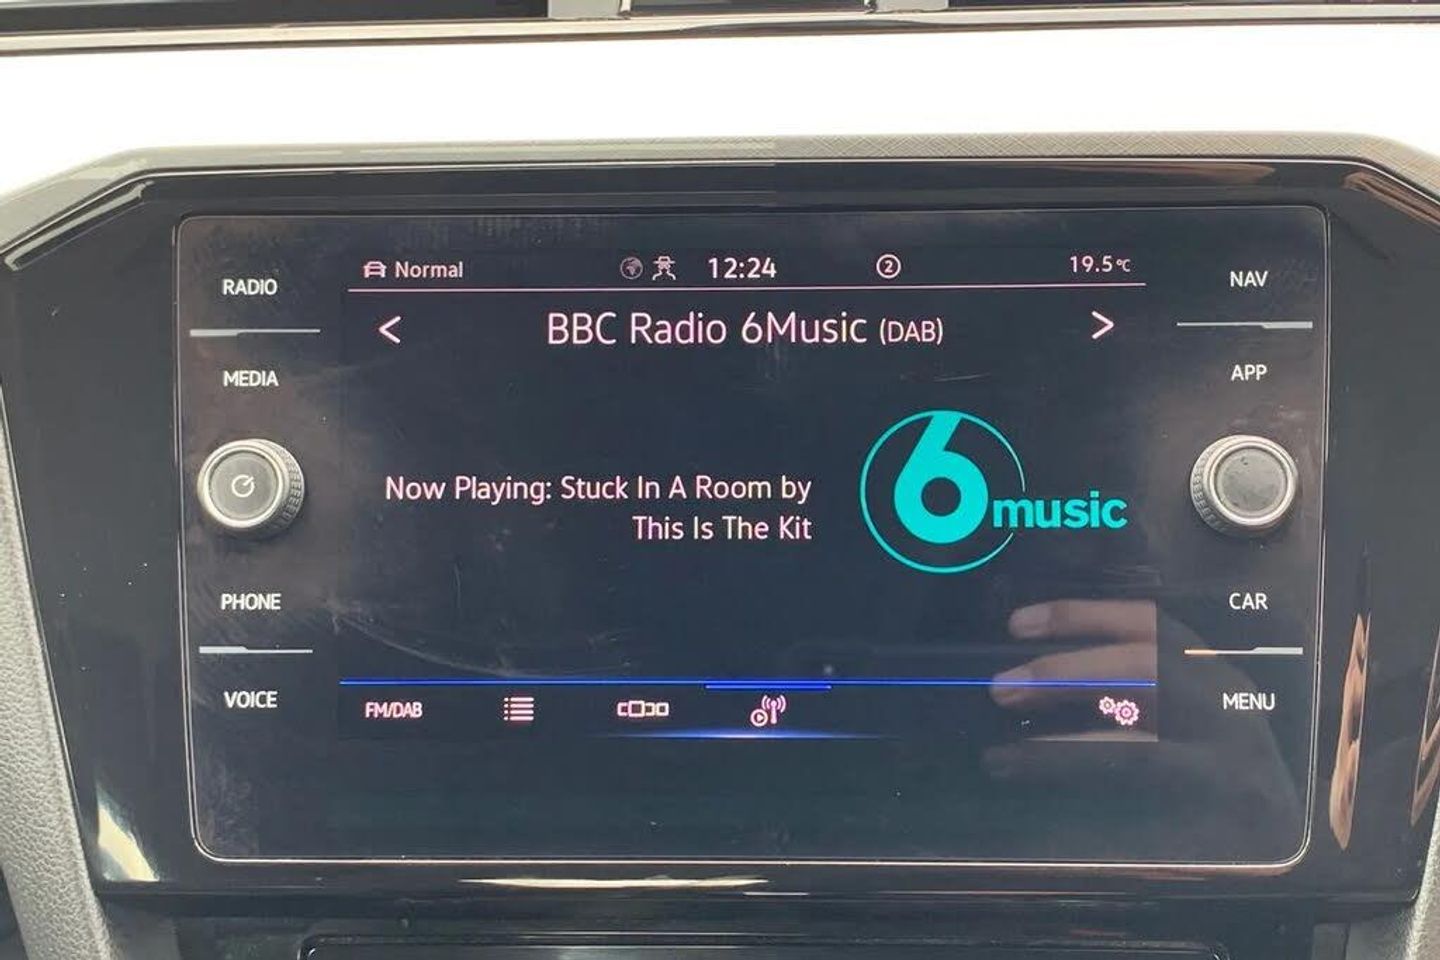 RADIO
MEDIA
PHONE
VOICE
Normal
12:24
2
19.5°C
< BBC Radio 6Music (DAB) >
Now Playing: Stuck In A Room by
This Is The Kit
6music
FM/DAB
NAV
APP
CAR
MENU